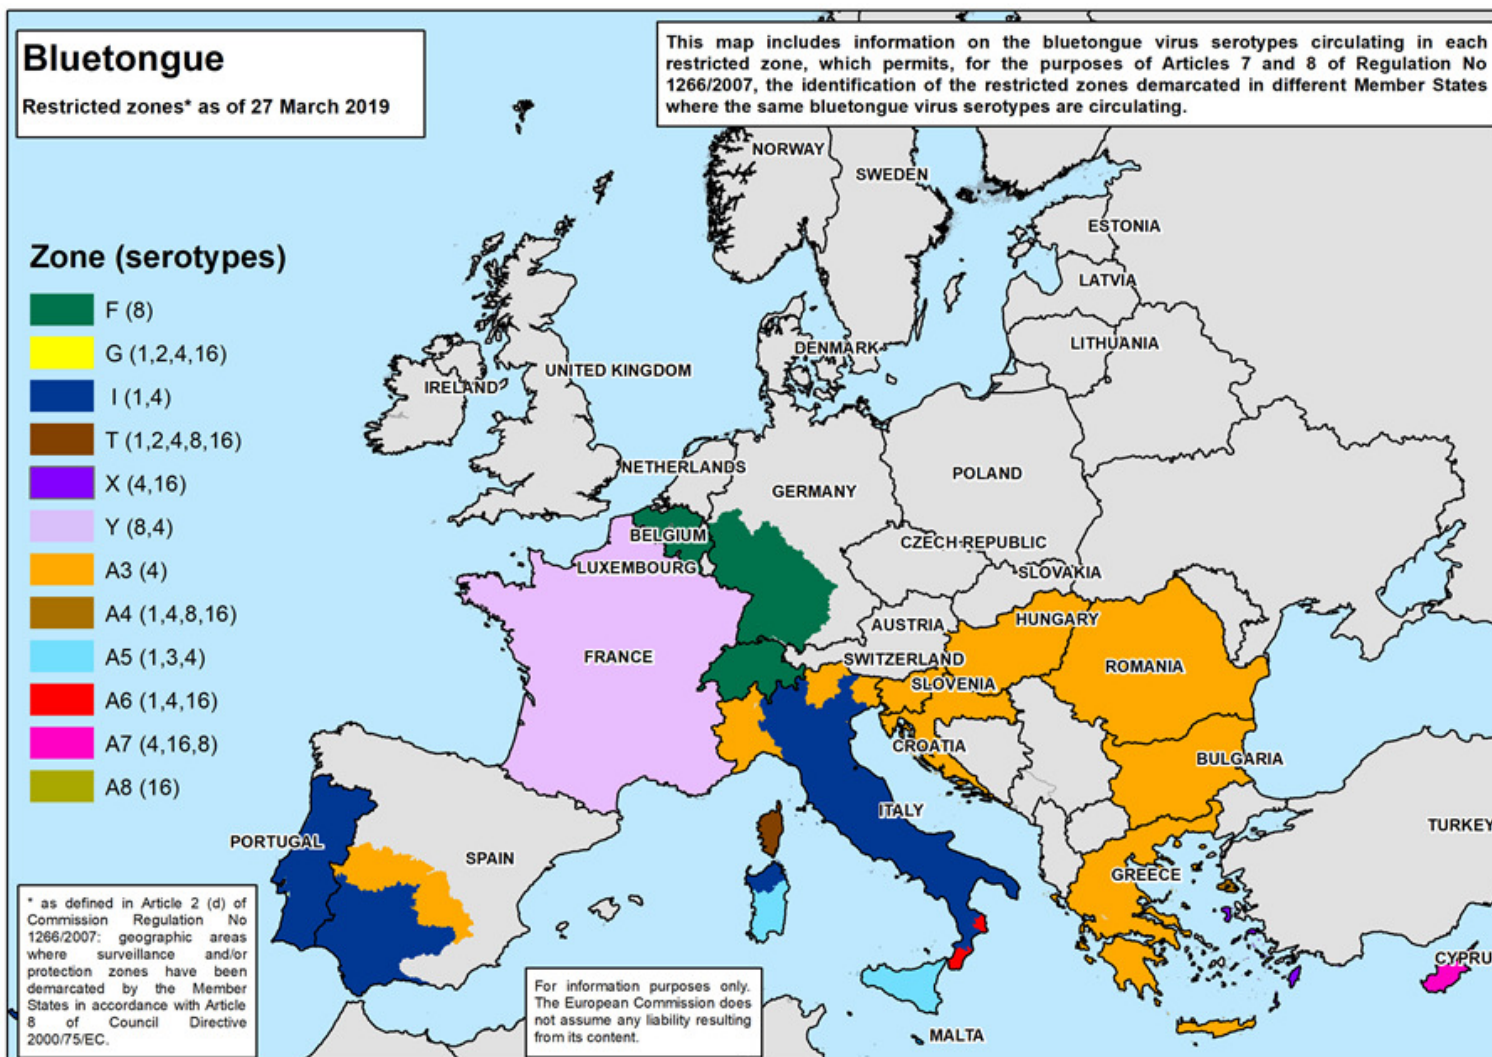 Bluetongue
Restricted zones* as of 27 March 2019
This map includes information on the bluetongue virus serotypes circulating in each
restricted zone, which permits, for the purposes of Articles 7 and 8 of Regulation No
1266/2007, the identification of the restricted zones demarcated in different Member States
where the same bluetongue virus serotypes are circulating.
NORWAY
SWEDEN
ESTONIA
LATVIA
LITHUANIA
DENMARK
UNITED KINGDOM
IRELAND
NETHERLANDS
GERMANY
POLAND
BELGIUM
CZECH REPUBLIC
LUXEMBOURG
SLOVAKIA
AUSTRIA
HUNGARY
FRANCE
SWITZERLAND
ROMANIA
SLOVENIA
CROATIA
BULGARIA
ITALY
TURKEY
PORTUGAL
SPAIN
GREECE
CYPRU
MALTA
Zone (serotypes)
F (8)
G (1,2,4,16)
I (1,4)
T (1,2,4,8,16)
X (4,16)
Y (8,4)
A3 (4)
A4 (1,4,8,16)
A5 (1,3,4)
A6 (1,4,16)
A7 (4,16,8)
A8 (16)
* as defined in Article 2 (d) of
Commission Regulation No
1266/2007: geographic areas
where surveillance and/or
protection zones have been
demarcated by the Member
States in accordance with Article
8 of Council Directive
2000/75/EC.
For information purposes only.
The European Commission does
not assume any liability resulting
from its content.